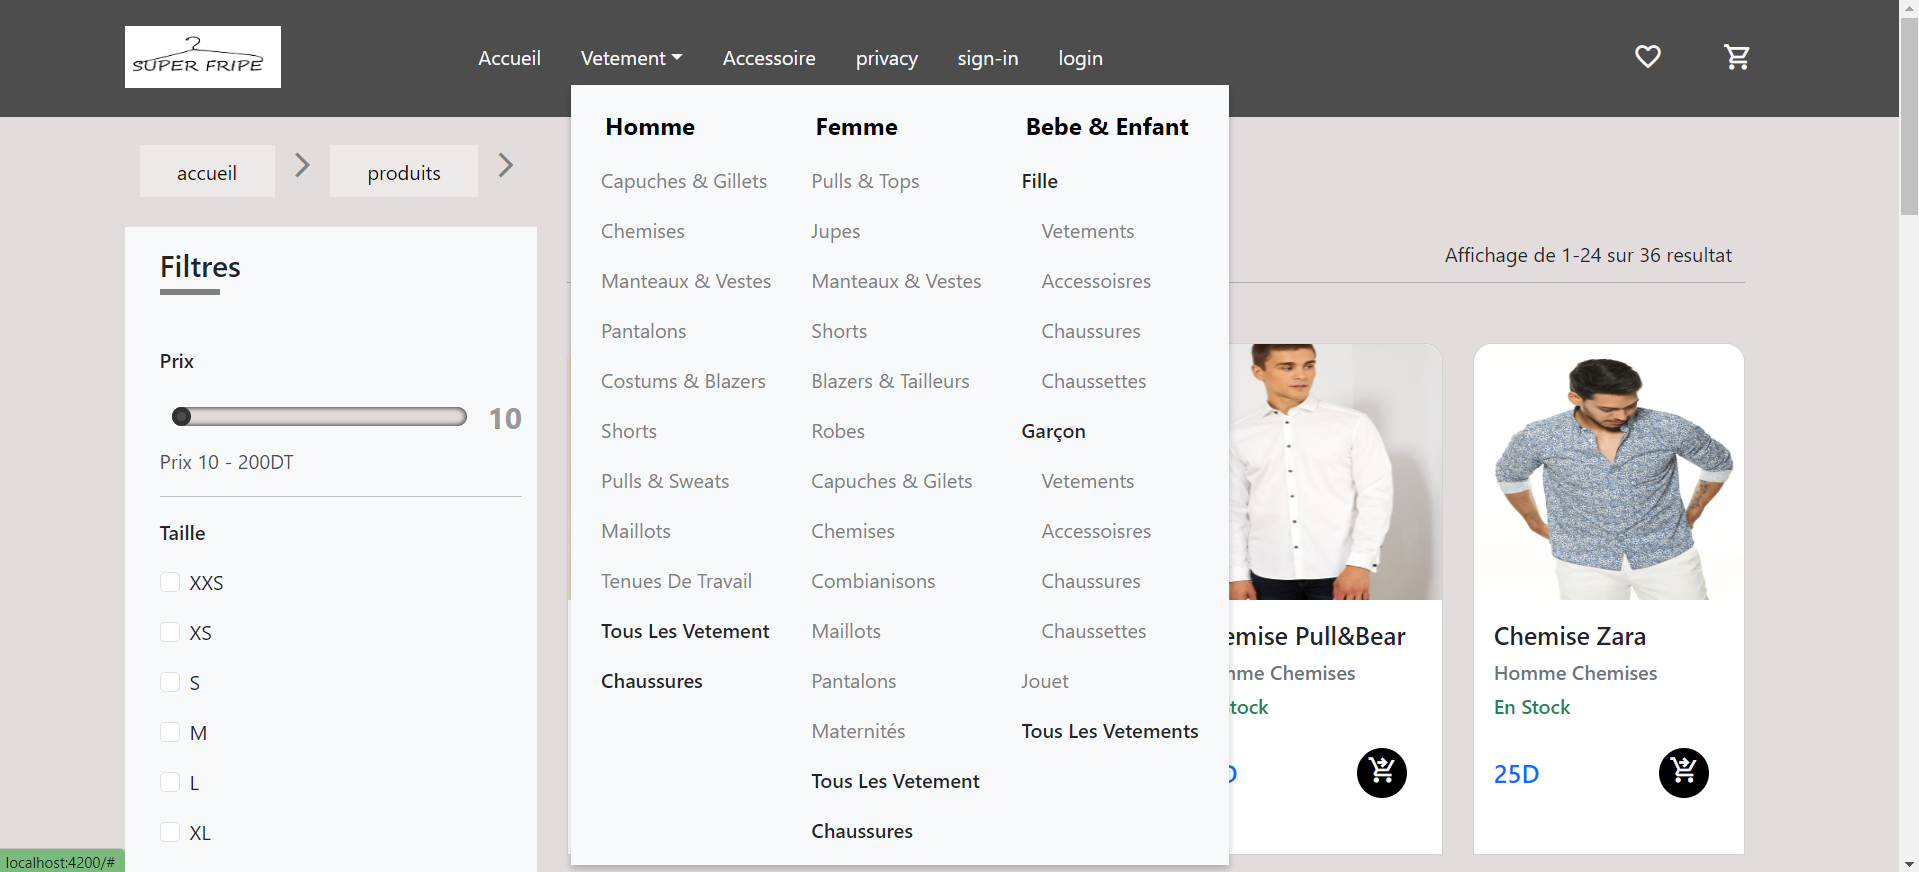 SUPER FRIPE
Accueil
Vetement
Accessoire
privacy
sign-in
login
accueil
produits
Homme
Capuches & Gillets
Chemises
Manteaux & Vestes
Pantalons
Costums & Blazers
Shorts
Pulls & Sweats
Maillots
Tenues De Travail
Tous Les Vetement
Chaussures
Femme
Pulls & Tops
Jupes
Manteaux & Vestes
Shorts
Blazers & Tailleurs
Robes
Capuches & Gilets
Chemises
Combianisons
Maillots
Pantalons
Maternités
Tous Les Vetement
Chaussures
Bebe & Enfant
Fille
Vetements
Accessoisres
Chaussures
Chaussettes
Garçon
Vetements
Accessoisres
Chaussures
Chaussettes
Jouet
Tous Les Vetements
Filtres
Prix
10
Prix 10 - 200DT
Taille
XXS
XS
S
M
L
XL
Affichage de 1-24 sur 36 resultat
emise Pull&Bear
me Chemises
tock
Chemise Zara
Homme Chemises
En Stock
25D
localhost:4200/#